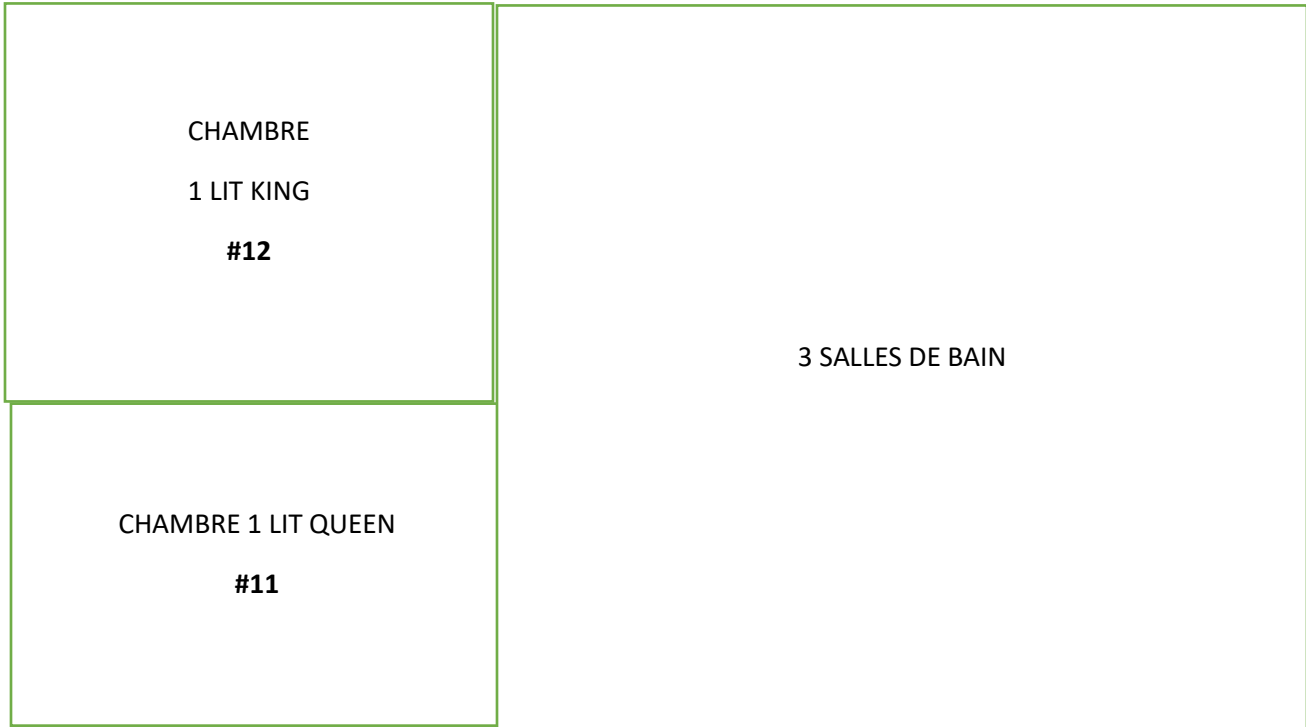 CHAMBRE
1 LIT KING
#12
3 SALLES DE BAIN
CHAMBRE 1 LIT QUEEN
#11